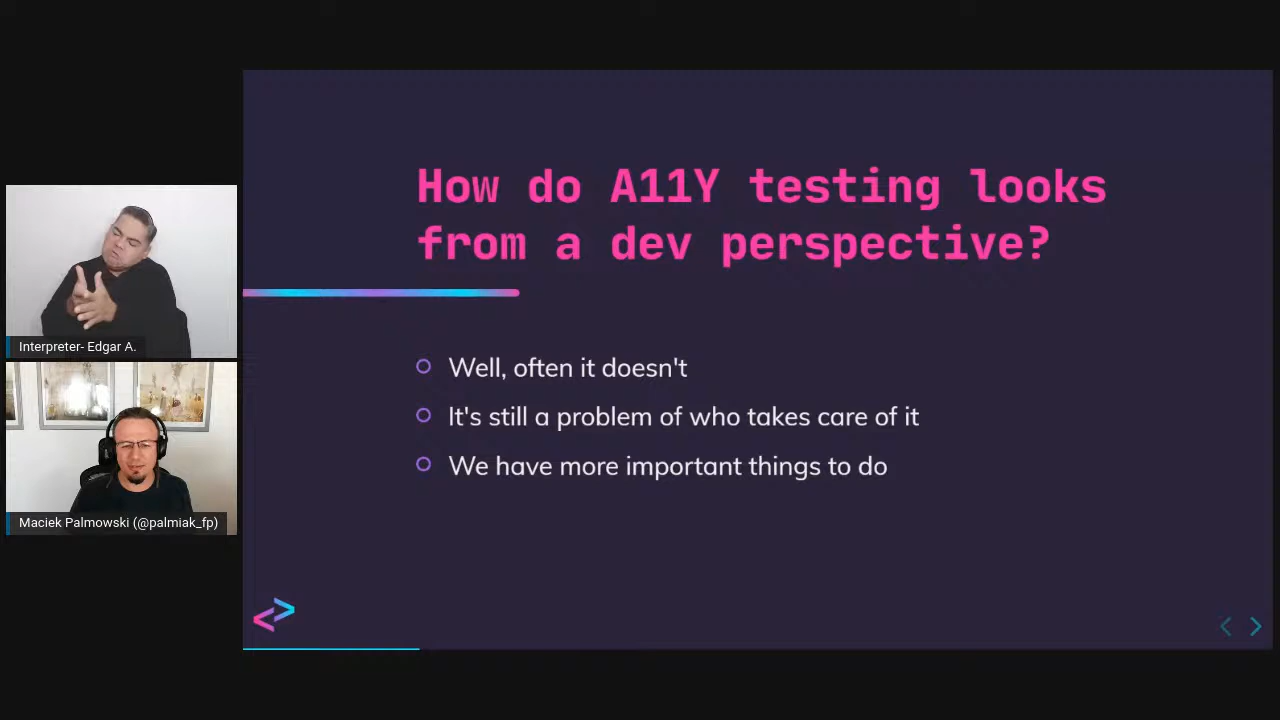 How do A11Y testing looks
from a dev perspective?
Well, often it doesn't
It's still a problem of who takes care of it
We have more important things to do
Interpreter- Edgar A.
Maciek Palmowski (@palmiak_fp)